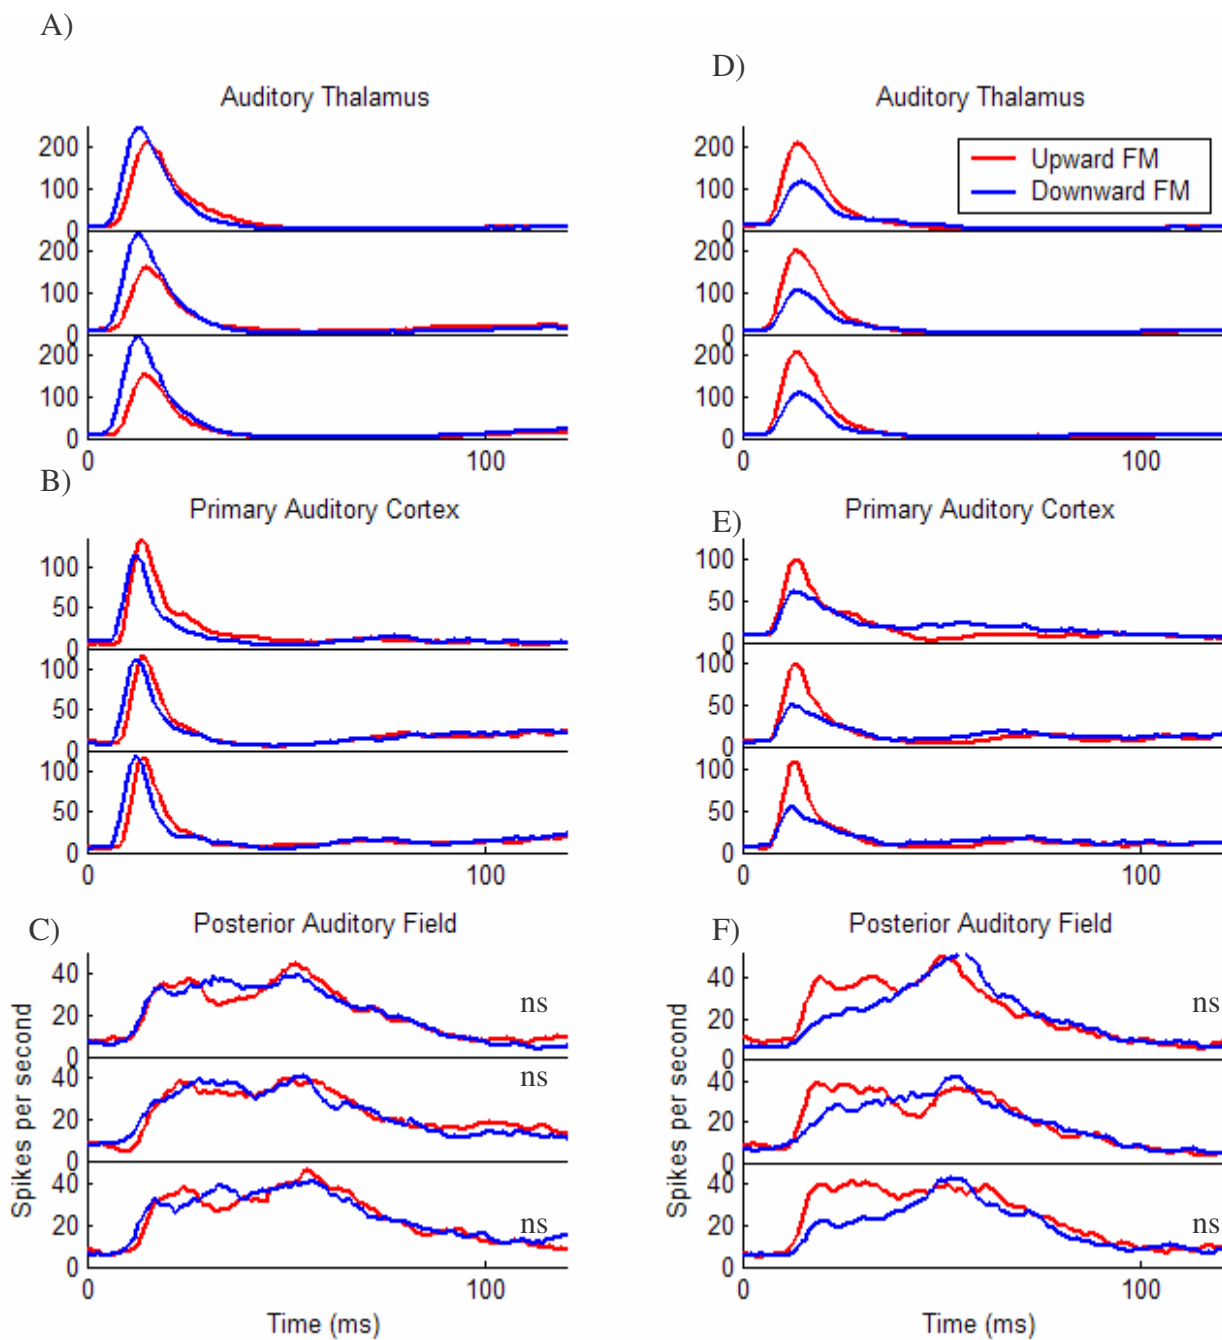 A)
Auditory Thalamus
200
100
0
200
100
0
200
100
0
0 100
B)
Primary Auditory Cortex
100
50
0
100
50
0
100
50
0
0 100
C)
Posterior Auditory Field
40
20
0
ns
40
20
0
ns
40
20
0
ns
Spikes per second
0 100
Time (ms)
D)
Auditory Thalamus
Upward FM
Downward FM
200
100
0
200
100
0
200
100
0
0 100
E)
Primary Auditory Cortex
100
50
0
100
50
0
100
50
0
0 100
F)
Posterior Auditory Field
40
20
0
ns
40
20
0
40
20
0
ns
Spikes per second
0 100
Time (ms)